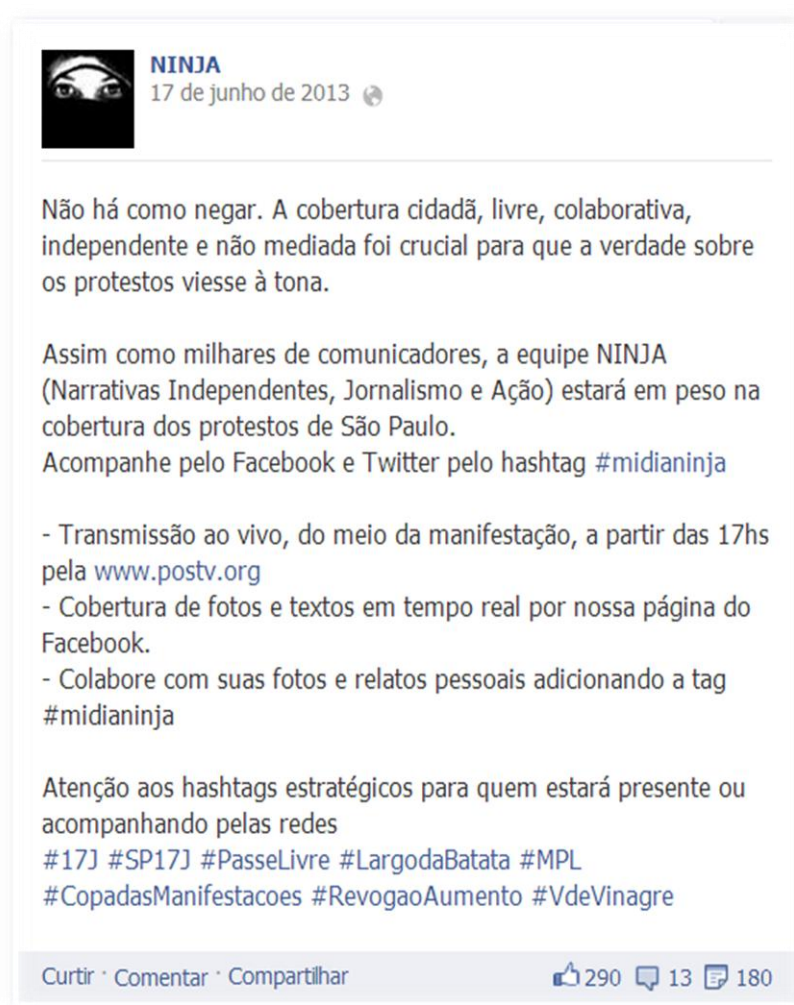 NINJA
17 de junho de 2013
Não há como negar. A cobertura cidadã, livre, colaborativa,
independente e não mediada foi crucial para que a verdade sobre
os protestos viesse à tona.
Assim como milhares de comunicadores, a equipe NINJA
(Narrativas Independentes, Jornalismo e Ação) estará em peso na
cobertura dos protestos de São Paulo.
Acompanhe pelo Facebook e Twitter pelo hashtag #midianinja
- Transmissão ao vivo, do meio da manifestação, a partir das 17hs
pela www.postv.org
- Cobertura de fotos e textos em tempo real por nossa página do
Facebook.
- Colabore com suas fotos e relatos pessoais adicionando a tag
#midianinja
Atenção aos hashtags estratégicos para quem estará presente ou
acompanhando pelas redes
#17J #SP17J #PasseLivre #LargodaBatata #MPL
#CopadasManifestacoes #RevogaoAumento #VdeVinagre
Curtir · Comentar · Compartilhar 290 13 180